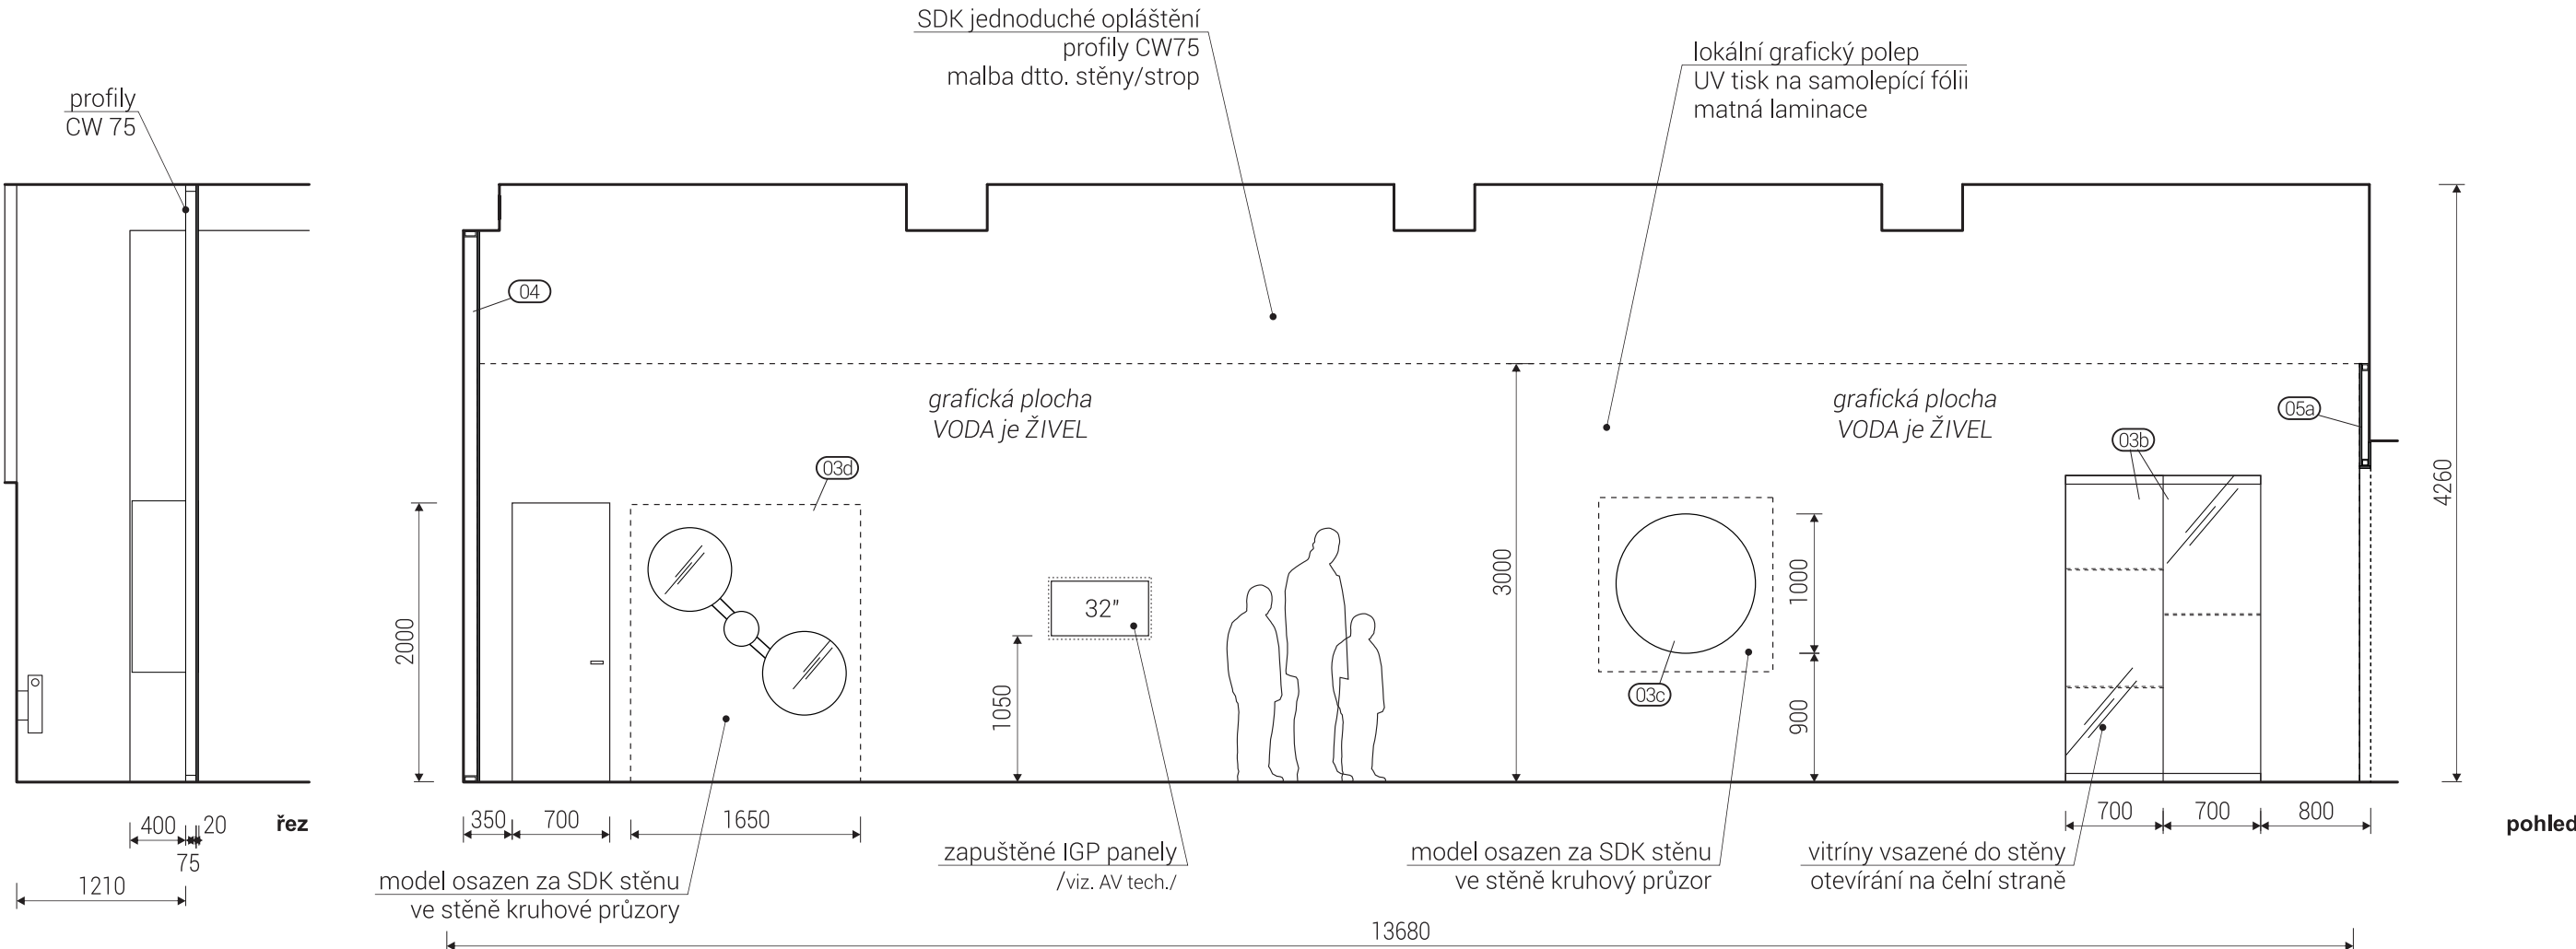 SDK jednoduché opláštění
profily CW75
malba dtto. stěny/strop
lokální grafický polep
UV tisk na samolepící fólii
matná laminace
profily
CW 75
04
grafická plocha
VODA je ŽIVEL
grafická plocha
VODA je ŽIVEL
05a
03b
03d
4260
32"
3000
1000
2000
1050
03c
900
400
20
75
1210
řez
350
700
1650
700
700
800
pohled
zapuštěné IGP panely
/viz. AV tech./
model osazen za SDK stěnu
ve stěně kruhový průzor
vitríny vsazené do stěny
otevírání na čelní straně
model osazen za SDK stěnu
ve stěně kruhové průzory
13680